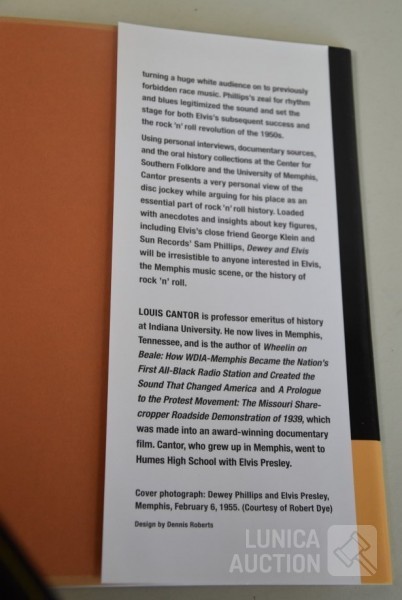 turning a huge white audience on to previously
forbidden race music. Phillips's zeal for rhythm
and blues legitimized the sound and set the
stage for both Elvis's subsequent success and
the rock 'n' roll revolution of the 1950s.
Using personal interviews, documentary sources,
and the oral history collections at the Center for
Southern Folklore and the University of Memphis,
Cantor presents a very personal view of the
disc jockey while arguing for his place as an
essential part of rock 'n' roll history. Loaded
with anecdotes and insights about key figures,
including Elvis's close friend George Klein and
Sun Records' Sam Phillips, Dewey and Elvis
will be irresistible to anyone interested in Elvis,
the Memphis music scene, or the history of
rock 'n' roll.
LOUIS CANTOR is professor emeritus of history
at Indiana University. He now lives in Memphis,
Tennessee, and is the author of Wheelin on
Beale: How WDIA-Memphis Became the Nation's
First All-Black Radio Station and Created the
Sound That Changed America and A Prologue
to the Protest Movement: The Missouri Share-
cropper Roadside Demonstration of 1939, which
was made into an award-winning documentary
film. Cantor, who grew up in Memphis, went to
Humes High School with Elvis Presley.
Cover photograph: Dewey Phillips and Elvis Presley,
Memphis, February 6, 1955. (Courtesy of Robert Dye)
Design by Dennis Roberts
LUNICA
AUCTION